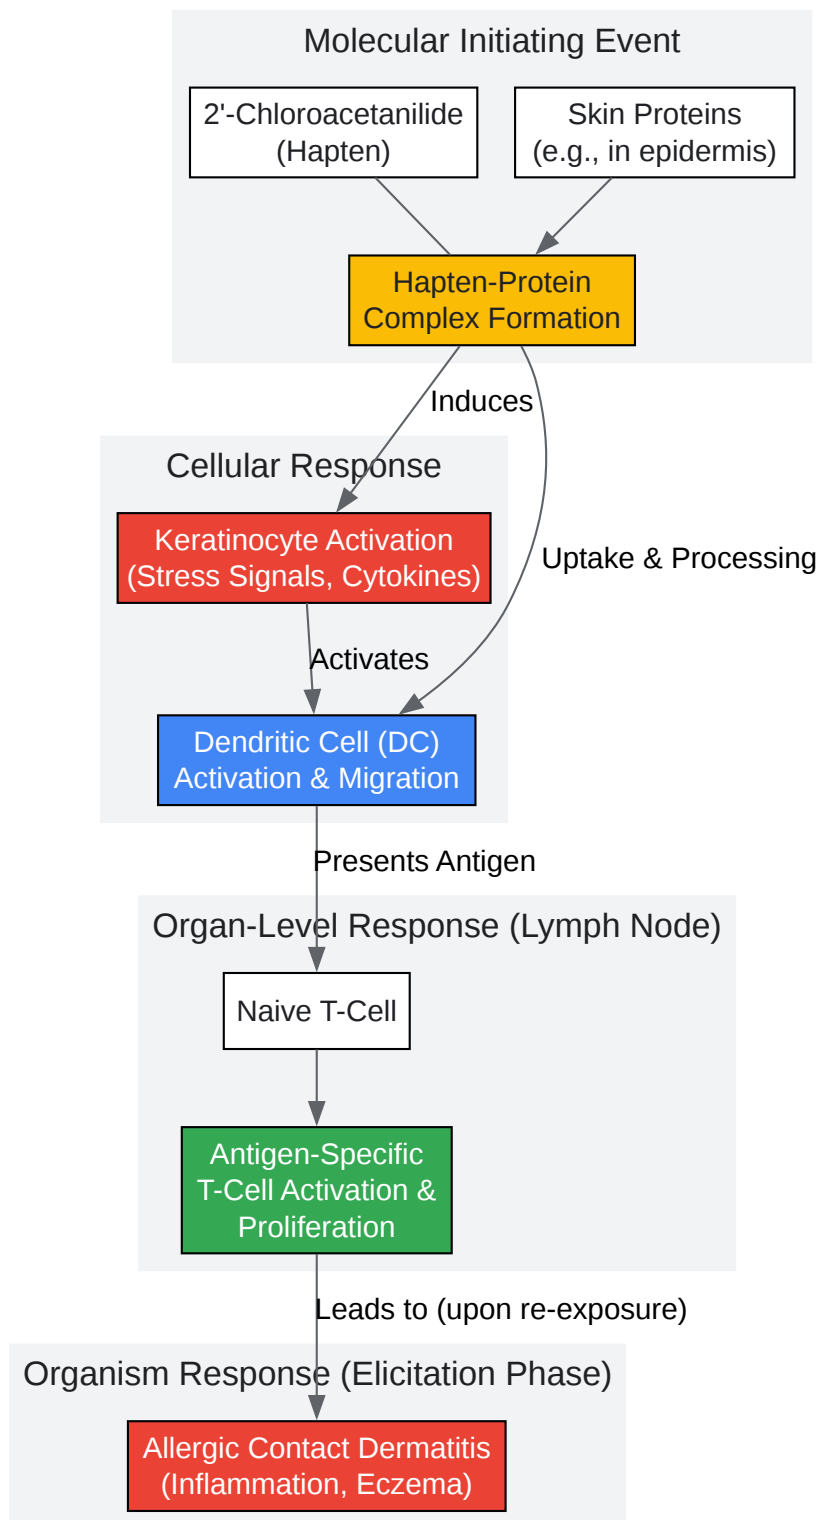 Molecular Initiating Event
2'-Chloroacetanilide
(Hapten)
Skin Proteins
(e.g., in epidermis)
Hapten-Protein
Complex Formation
Induces
Cellular Response
Keratinocyte Activation
(Stress Signals, Cytokines)
Uptake & Processing
Activates
Dendritic Cell (DC)
Activation & Migration
Presents Antigen
Organ-Level Response (Lymph Node)
Naive T-Cell
Antigen-Specific
T-Cell Activation &
Proliferation
Leads to (upon re-exposure)
Organism Response (Elicitation Phase)
Allergic Contact Dermatitis
(Inflammation, Eczema)